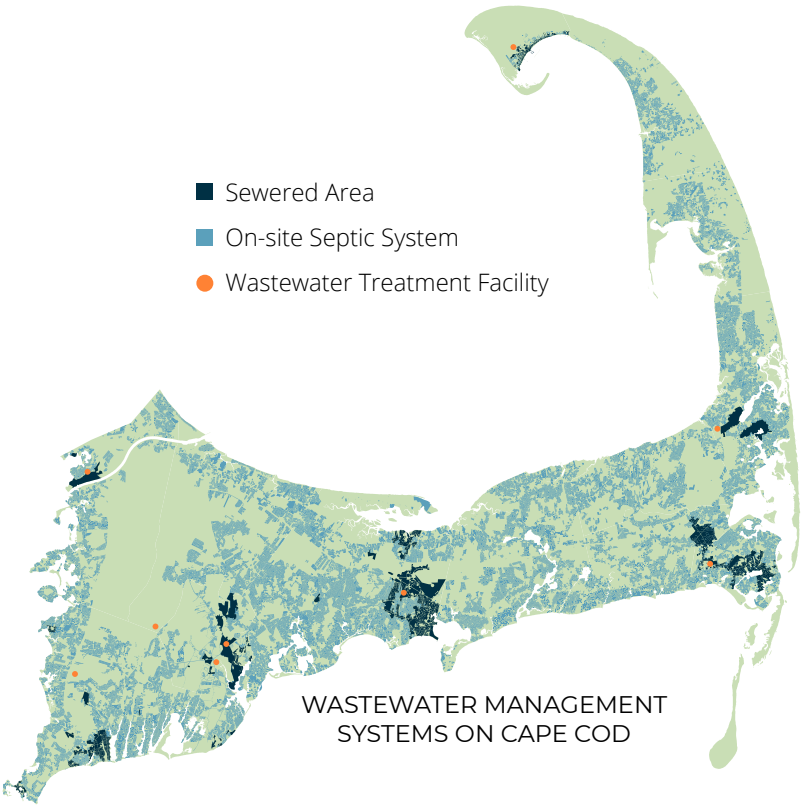 Sewered Area
On-site Septic System
Wastewater Treatment Facility
WASTEWATER MANAGEMENT
SYSTEMS ON CAPE COD